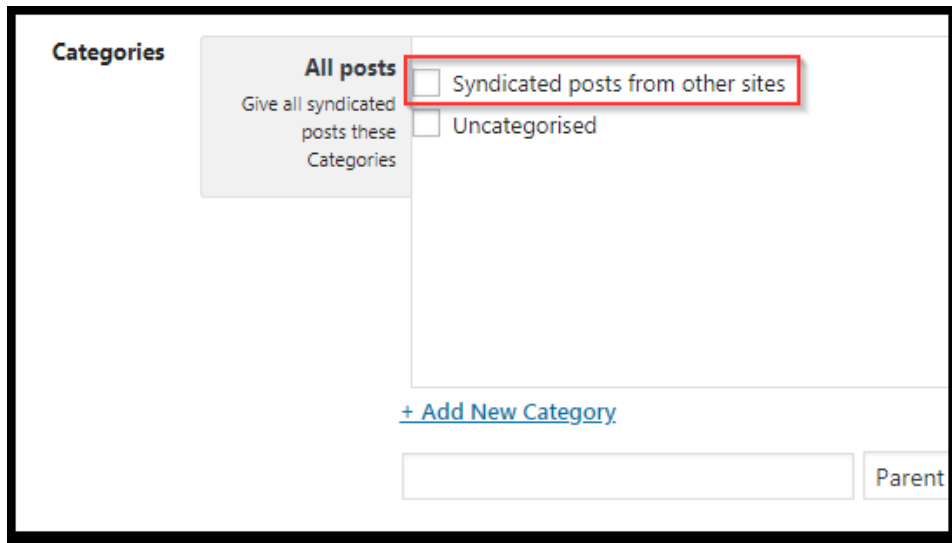 Categories
All posts
Give all syndicated
posts these
Categories
Syndicated posts from other sites
Uncategorised
+ Add New Category
Parent